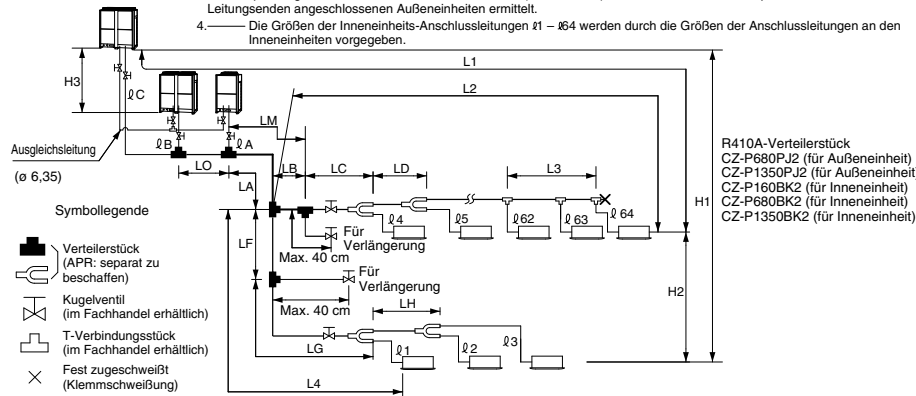 Leitungsenden angeschlossenen Außeneinheiten ermittelt.
4. Die Größen der Inneneinheits-Anschlussleitungen ℓ1 – ℓ64 werden durch die Größen der Anschlussleitungen an den
Inneneinheiten vorgegeben.
L1
H3
ℓC
L2
LM
Ausgleichsleitung
(ø 6,35)
ℓB
ℓA
LO
LA
LB
LC
LD
L3
R410A-Verteilerstück
CZ-P680PJ2 (für Außeneinheit)
CZ-P1350PJ2 (für Außeneinheit)
CZ-P160BK2 (für Inneneinheit)
CZ-P680BK2 (für Inneneinheit)
CZ-P1350BK2 (für Inneneinheit)
H1
Symbollegende
Verteilerstück
(APR: separat zu
beschaffen)
Kugelventil
(im Fachhandel erhältlich)
T-Verbindungsstück
(im Fachhandel erhältlich)
Fest zugeschweißt
(Klemmschweißung)
LF
ℓ4
ℓ5
ℓ62
ℓ63
ℓ64
Für
Verlängerung
Max. 40 cm
Für
Verlängerung
Max. 40 cm
H2
LH
LG
ℓ1
ℓ2
ℓ3
L4